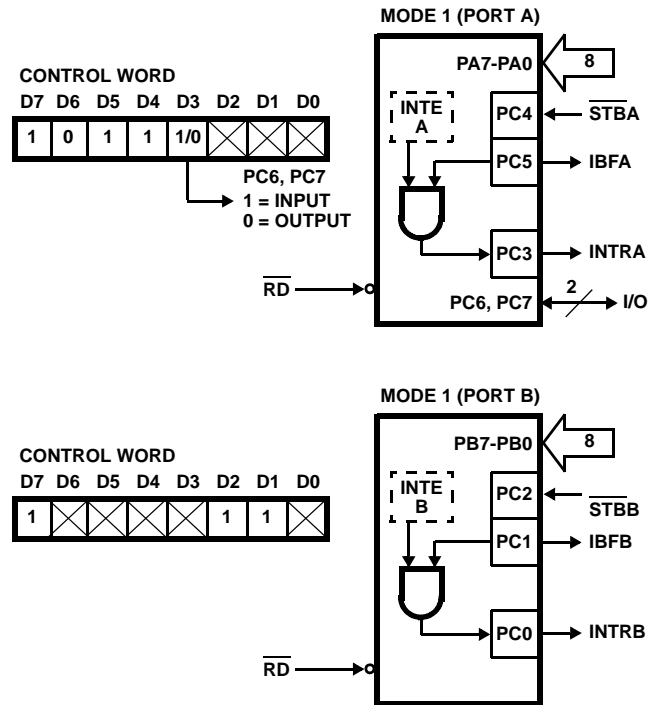 MODE 1 (PORT A)
CONTROL WORD
D7 D6 D5 D4 D3 D2 D1 D0
1 0 1 1 1/0
PC6, PC7
1 = INPUT
0 = OUTPUT
PA7-PA0
8
INTE
A
PC4
STBA
PC5
IBFA
PC3
INTRA
RD
PC6, PC7
2
I/O
MODE 1 (PORT B)
CONTROL WORD
D7 D6 D5 D4 D3 D2 D1 D0
1 1 1
PB7-PB0
8
INTE
B
PC2
STBB
PC1
IBFB
PC0
INTRB
RD